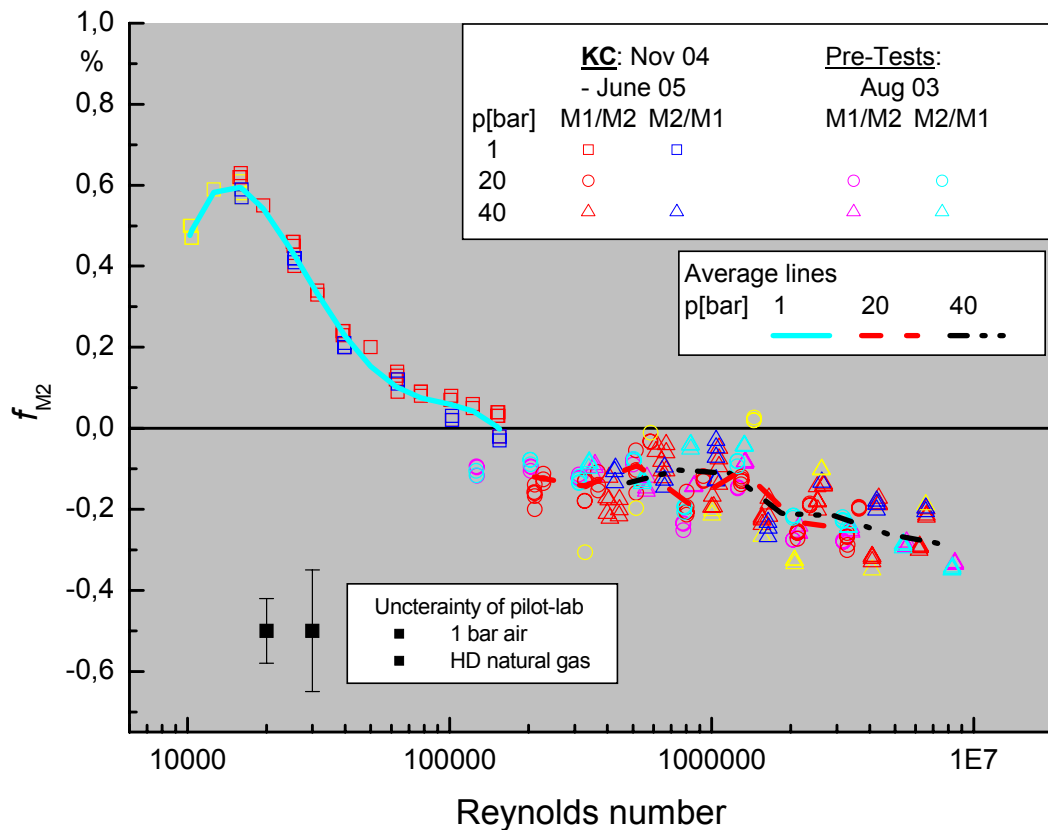 1,0
%
0,8
0,6
0,4
0,2
0,0
-0,2
-0,4
-0,6
f M2
KC: Nov 04 Pre-Tests:
- June 05 Aug 03
p[bar] M1/M2 M2/M1 M1/M2 M2/M1
1
20
40
Average lines
p[bar] 1 20 40
Uncterainty of pilot-lab
1 bar air
HD natural gas
10000 100000 1000000 1E7
Reynolds number